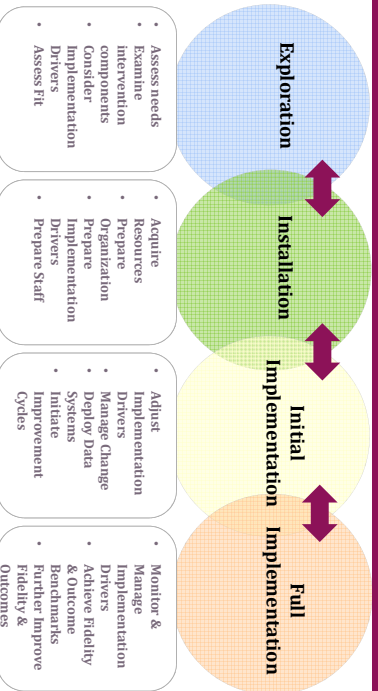 Exploration
• Assess needs
• Examine
intervention
components
• Consider
Implementation
Drivers
• Assess Fit
Installation
• Acquire
Resources
• Prepare
Organization
• Prepare
Implementation
Drivers
• Prepare Staff
Initial
Implementation
• Adjust
Implementation
Drivers
• Manage Change
• Deploy Data
Systems
• Initiate
Improvement
Cycles
Full
Implementation
• Monitor &
Manage
Implementation
Drivers
• Achieve Fidelity
& Outcome
Benchmarks
• Further Improve
Fidelity &
Outcomes